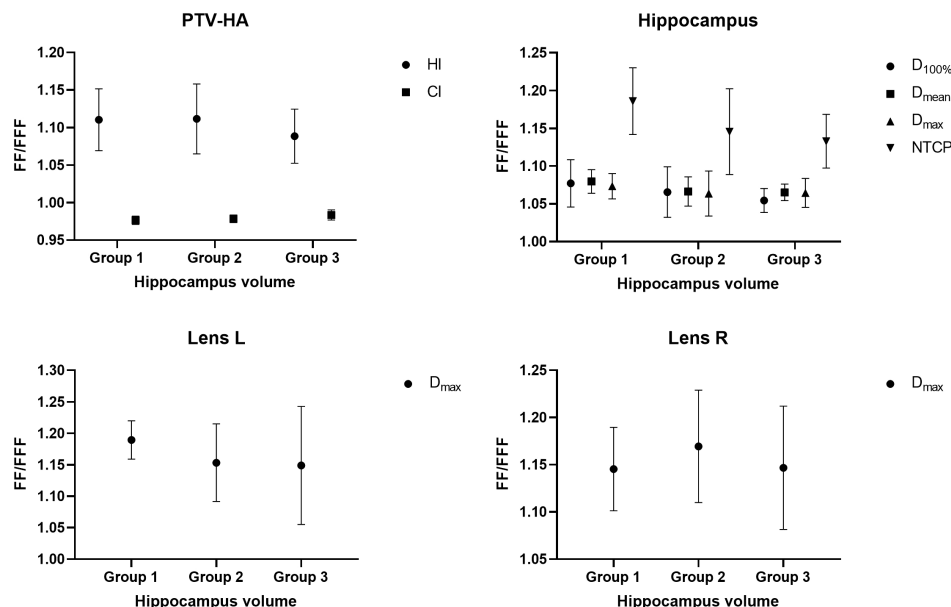 PTV-HA
1.20
1.15
1.10
1.05
1.00
0.95
FF/FFF
HI
CI
Group 1
Group 2
Group 3
Hippocampus volume
Hippocampus
1.25
1.20
1.15
1.10
1.05
1.00
FF/FFF
D100%
Dmean
Dmax
NTCP
Group 1
Group 2
Group 3
Hippocampus volume
Lens L
1.30
1.25
1.20
1.15
1.10
1.05
1.00
FF/FFF
Dmax
Group 1
Group 2
Group 3
Hippocampus volume
Lens R
1.25
1.20
1.15
1.10
1.05
FF/FFF
Dmax
Group 1
Group 2
Group 3
Hippocampus volume